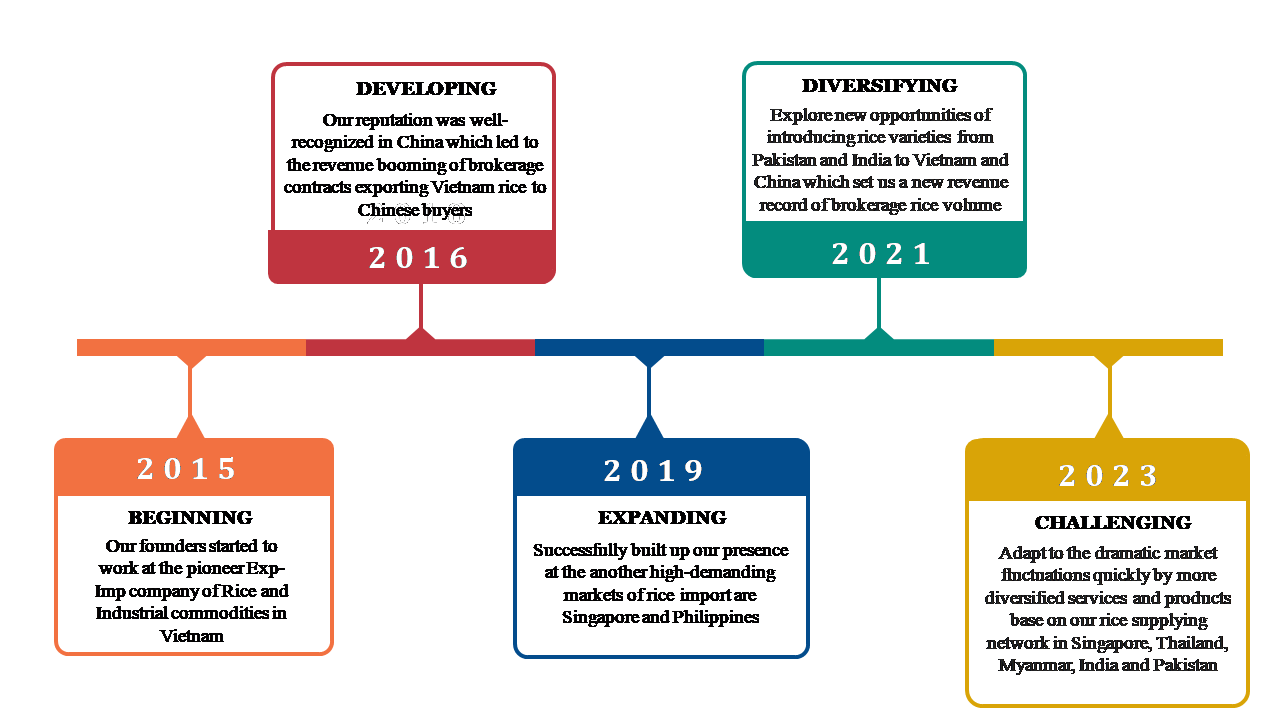 DEVELOPING
Our reputation was well-
recognized in China which led to
the revenue booming of brokerage
contracts exporting Vietnam rice to
Chinese buyers
2016
DIVERSIFYING
Explore new opportunities of
introducing rice varieties from
Pakistan and India to Vietnam and
China which set us a new revenue
record of brokerage rice volume
2021
2015
BEGINNING
Our founders started to
work at the pioneer Exp-
Imp company of Rice and
Industrial commodities in
Vietnam
2019
EXPANDING
Successfully built up our presence
at the another high-demanding
markets of rice import are
Singapore and Philippines
2023
CHALLENGING
Adapt to the dramatic market
fluctuations quickly by more
diversified services and products
base on our rice supplying
network in Singapore, Thailand,
Myanmar, India and Pakistan